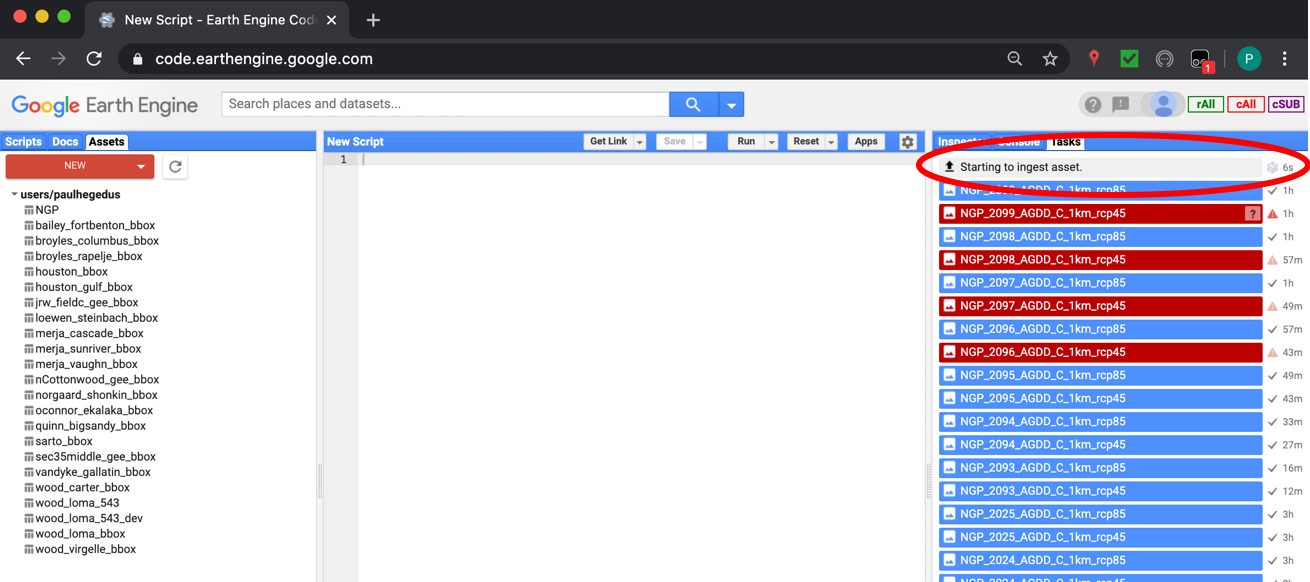 New Script - Earth Engine Cod
code.earthengine.google.com
1
P
Google Earth Engine
Search places and datasets...
rAll
cAll
cSUB
Scripts
Docs
Assets
NEW
users/paulhegedus
NGP
bailey_fortbenton_bbox
broyles_columbus_bbox
broyles_rapelje_bbox
houston_bbox
houston_gulf_bbox
jrw_fieldc_gee_bbox
loewen_steinbach_bbox
merja_cascade_bbox
merja_sunriver_bbox
merja_vaughn_bbox
nCottonwood_gee_bbox
norgaard_shonkin_bbox
oconnor_ekalaka_bbox
quinn_bigsandy_bbox
sarto_bbox
sec35middle_gee_bbox
vandyke_gallatin_bbox
wood_carter_bbox
wood_loma_543
wood_loma_543_dev
wood_loma_bbox
wood_virgelle_bbox
New Script
Get Link
Save
Run
Reset
Apps
1
Inspector
Console
Tasks
Starting to ingest asset. 6s
NGP_2099_AGDD_C_1km_rcp85 1h
NGP_2099_AGDD_C_1km_rcp45 ? 1h
NGP_2098_AGDD_C_1km_rcp85 1h
NGP_2098_AGDD_C_1km_rcp45 57m
NGP_2097_AGDD_C_1km_rcp85 1h
NGP_2097_AGDD_C_1km_rcp45 49m
NGP_2096_AGDD_C_1km_rcp85 57m
NGP_2096_AGDD_C_1km_rcp45 43m
NGP_2095_AGDD_C_1km_rcp85 49m
NGP_2095_AGDD_C_1km_rcp45 43m
NGP_2094_AGDD_C_1km_rcp85 33m
NGP_2094_AGDD_C_1km_rcp45 27m
NGP_2093_AGDD_C_1km_rcp85 16m
NGP_2093_AGDD_C_1km_rcp45 12m
NGP_2025_AGDD_C_1km_rcp85 3h
NGP_2025_AGDD_C_1km_rcp45 3h
NGP_2024_AGDD_C_1km_rcp85 3h